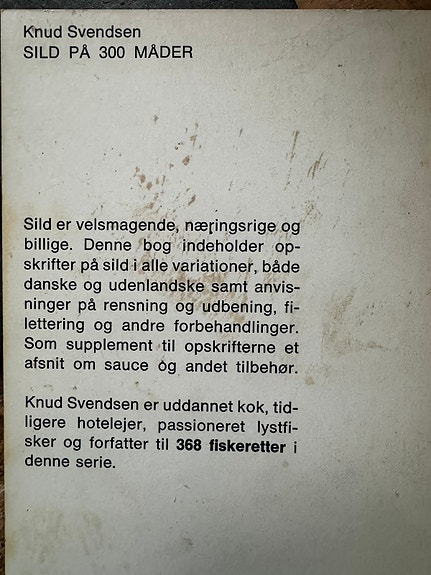 Knud Svendsen
SILD PÅ 300 MÅDER
Sild er velsmagende, næringsrige og
billige. Denne bog indeholder op-
skrifter på sild i alle variationer, både
danske og udenlandske samt anvis-
ninger på rensning og udbening, fi-
lettering og andre forbehandlinger.
Som supplement til opskrifterne et
afsnit om sauce og andet tilbehør.
Knud Svendsen er uddannet kok, tid-
ligere hotelejer, passioneret lystfi-
sker og forfatter til 368 fiskeretter i
denne serie.